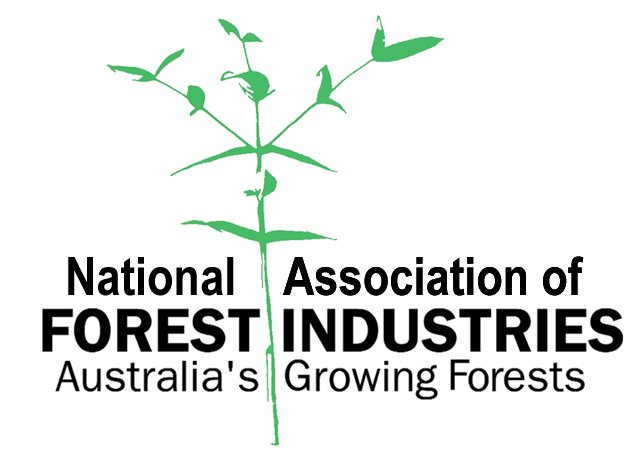 National Association of
FOREST INDUSTRIES
Australia's Growing Forests